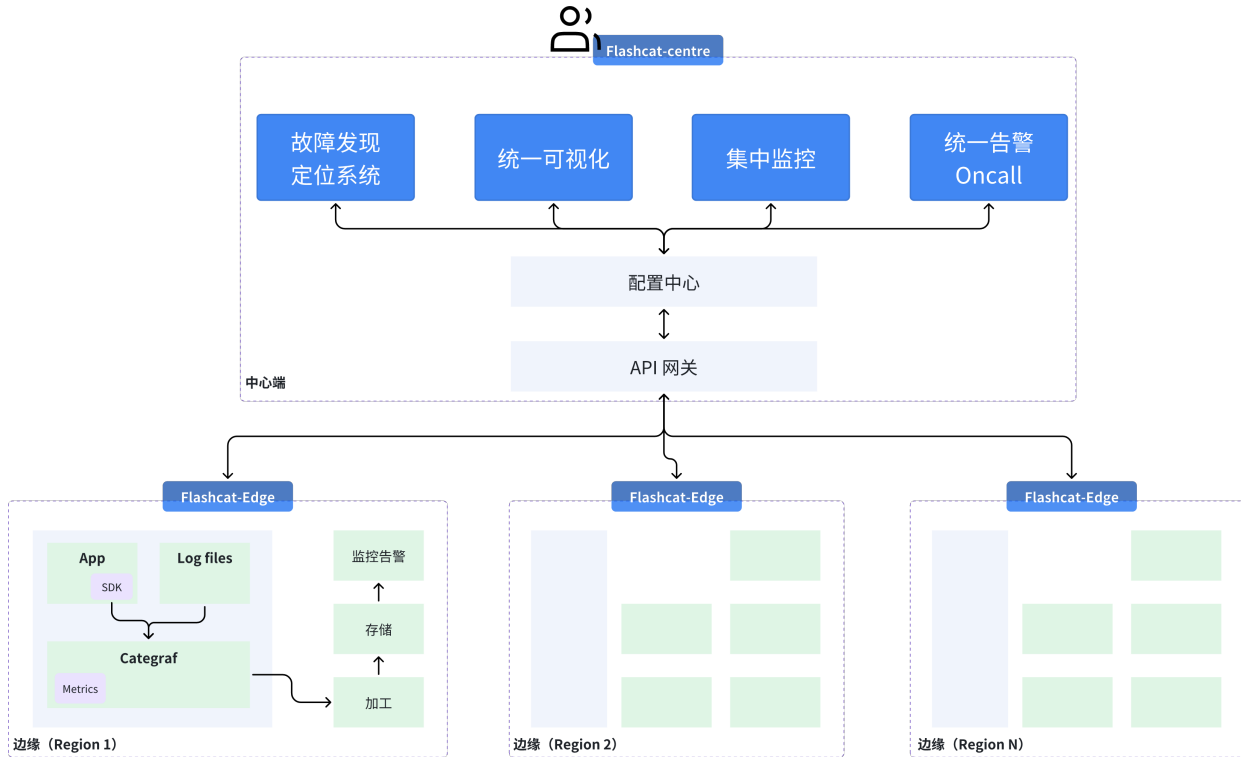 Flashcat-centre
故障发现
定位系统
统一可视化
集中监控
统一告警
Oncall
配置中心
API 网关
中心端
Flashcat-Edge
App
SDK
Log files
Categraf
Metrics
监控告警
存储
加工
边缘（Region 1）
Flashcat-Edge
边缘（Region 2）
Flashcat-Edge
边缘（Region N）